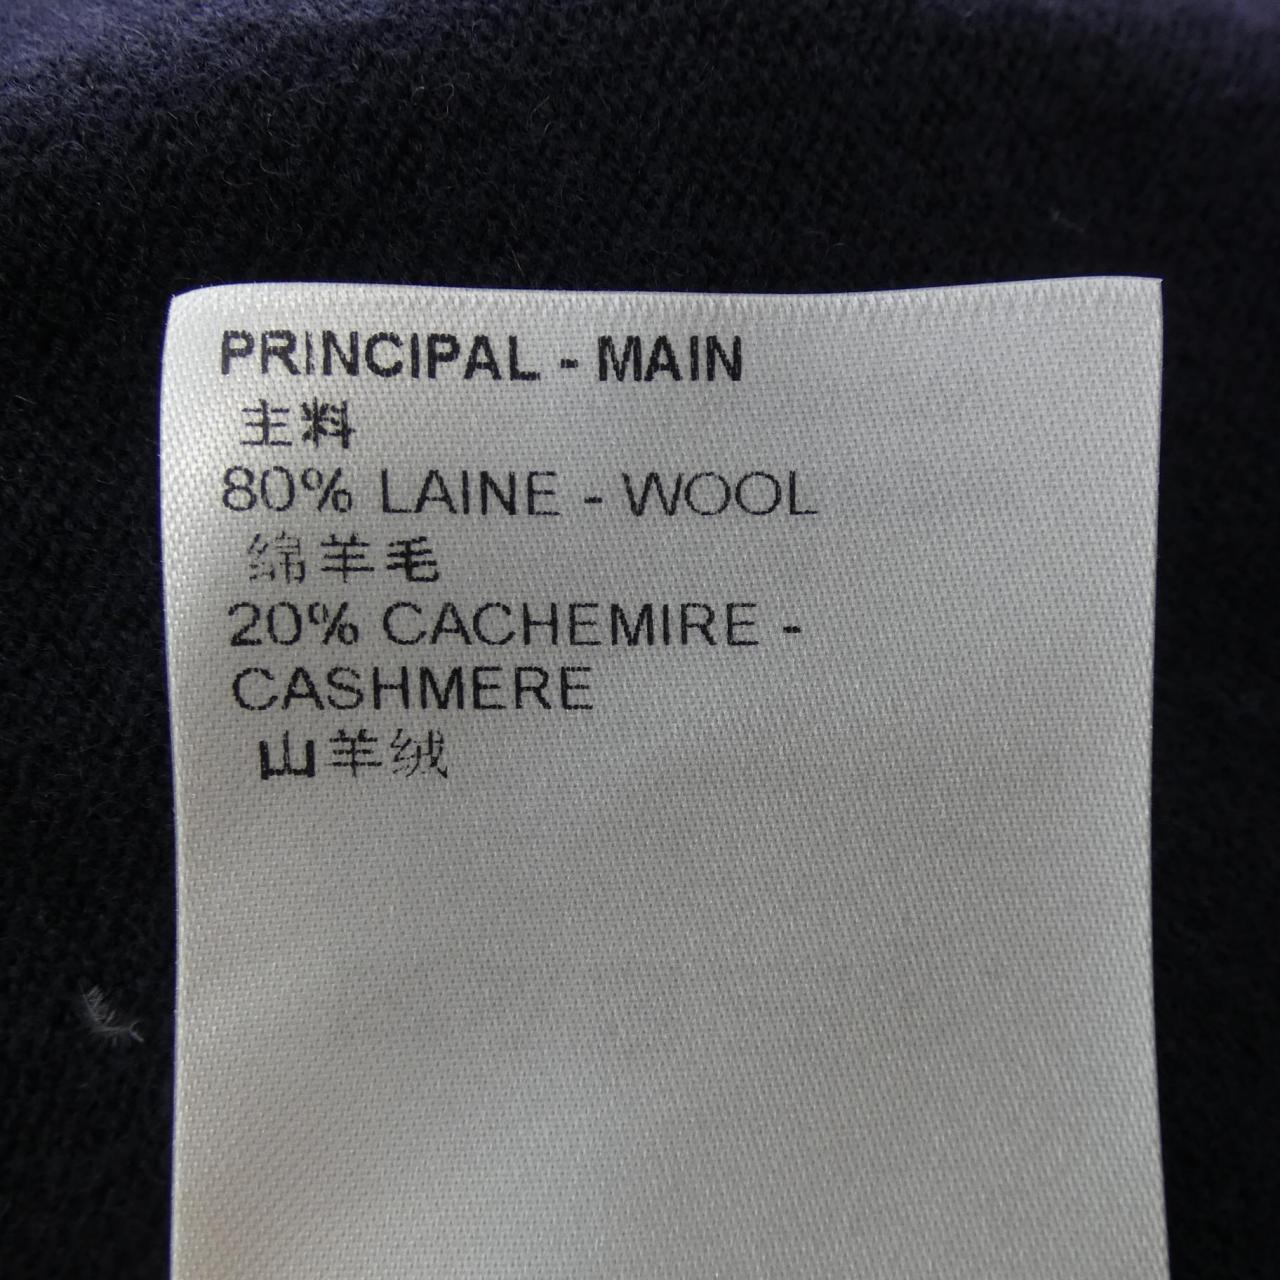 PRINCIPAL - MAIN
主料
80% LAINE - WOOL
绵羊毛
20% CACHEMIRE -
CASHMERE
山羊绒